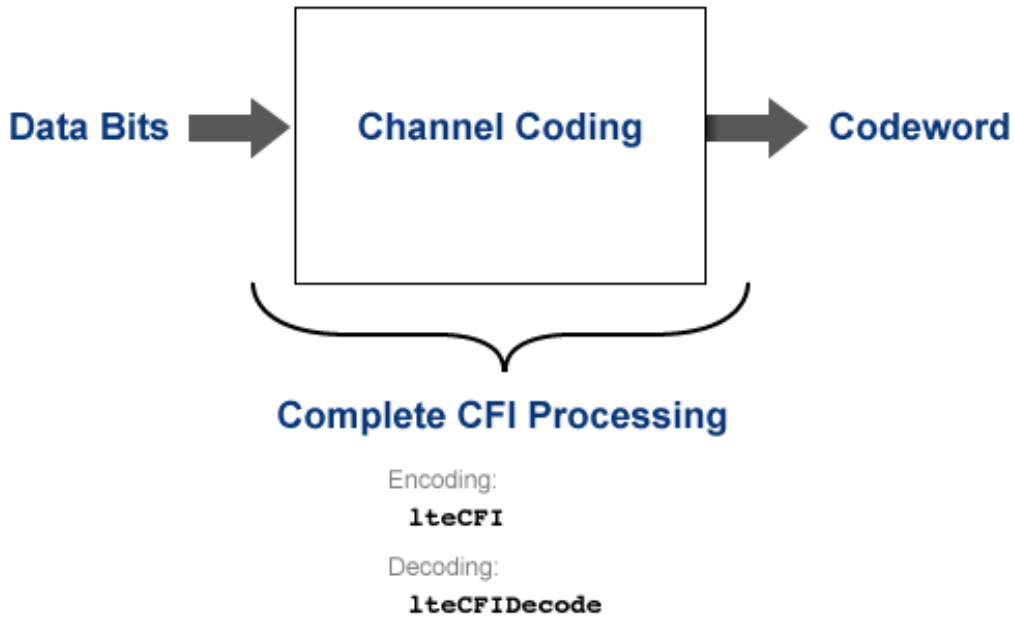 Data Bits
Channel Coding
Codeword
Complete CFI Processing
Encoding:
lteCFI
Decoding:
lteCFIDecode